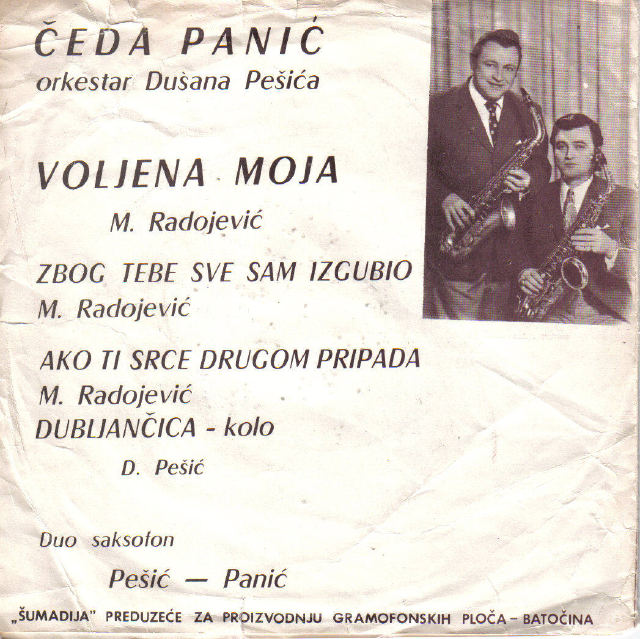 ČEDA PANIĆ
orkestar Dušana Pešića
VOLJENA MOJA
M. Radojević
ZBOG TEBE SVE SAM IZGUBIO
M. Radojević
AKO TI SRCE DRUGOM PRIPADA
M. Radojević
DUBLJANČICA - kolo
D. Pešić
Duo saksofon
Pešić — Panić
„ŠUMADIJA” PREDUZEĆE ZA PROIZVODNJU GRAMOFONSKIH PLOČA – BATOČINA